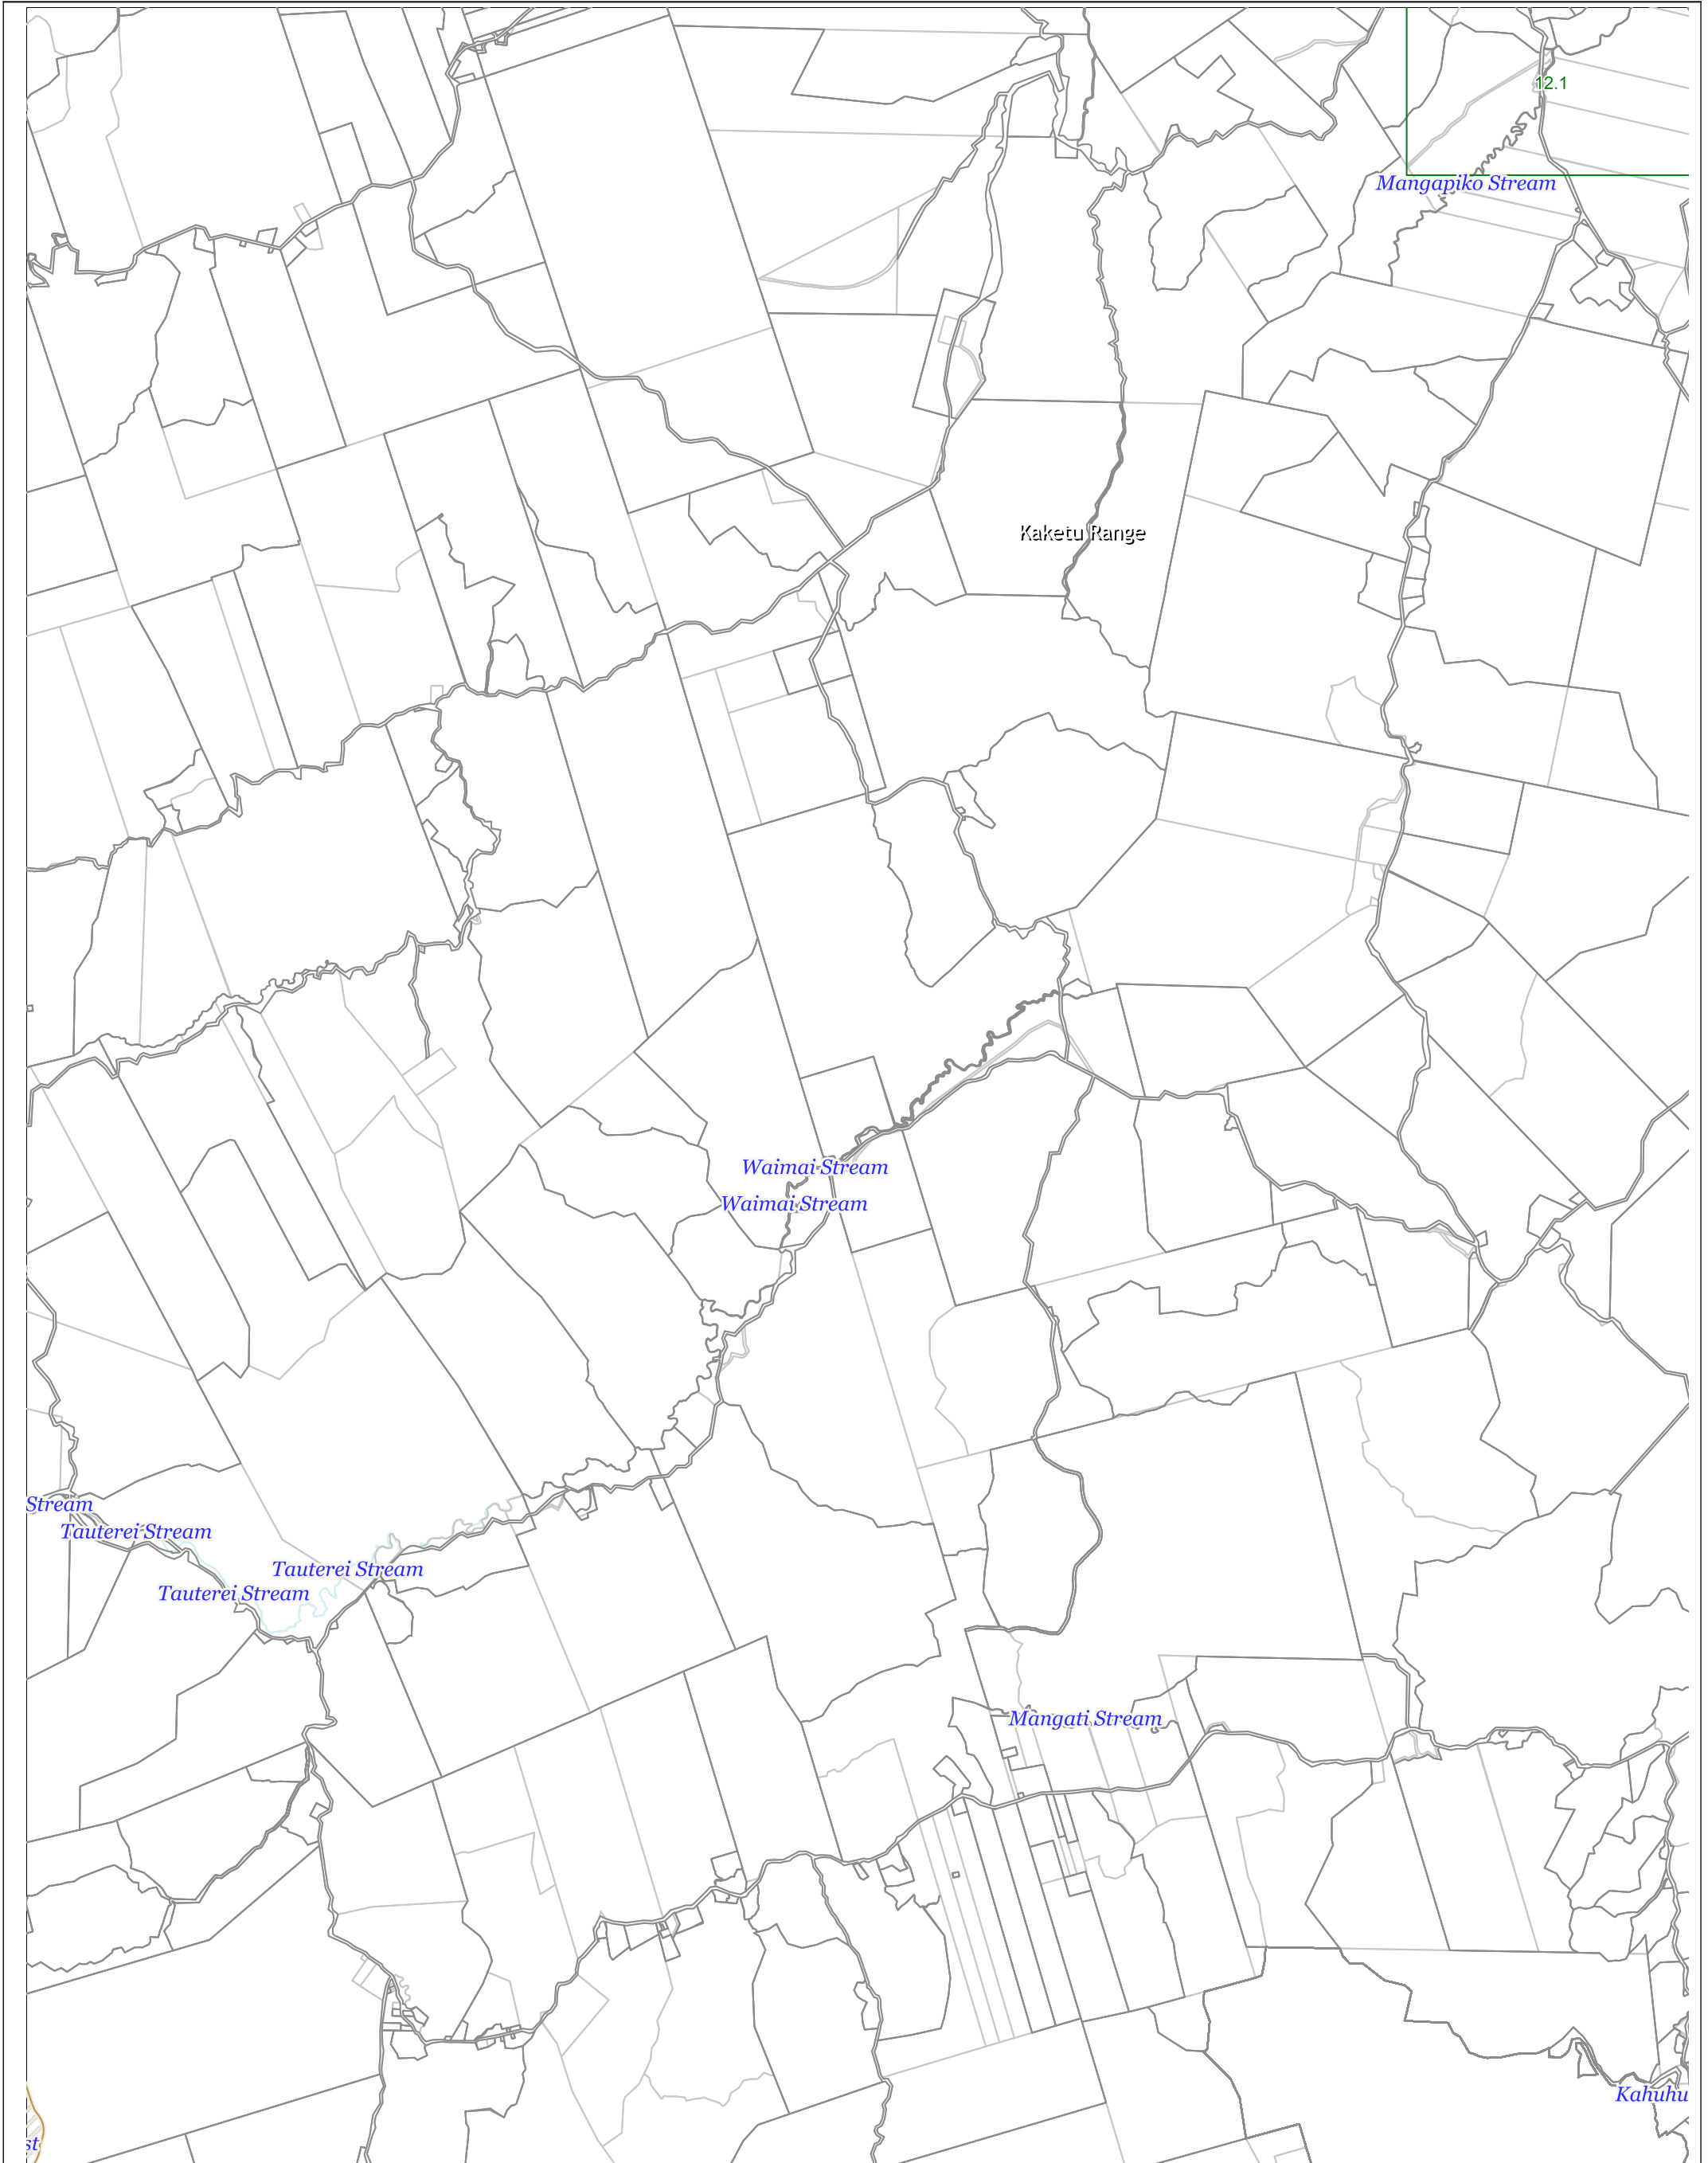 12.1
Mangapiko Stream
Kaketu Range
Waimai Stream
Waimai Stream
Stream
Tauterei Stream
Tauterei Stream
Tauterei Stream
Mangati Stream
Kahuhu
st